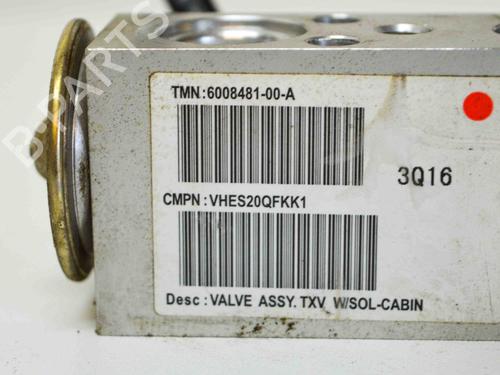 TMN:6008481-00-A
3Q16
CMPN:VHES20QFKK1
Desc:VALVE ASSY. TXV W/SOL-CABIN
B-PARTS